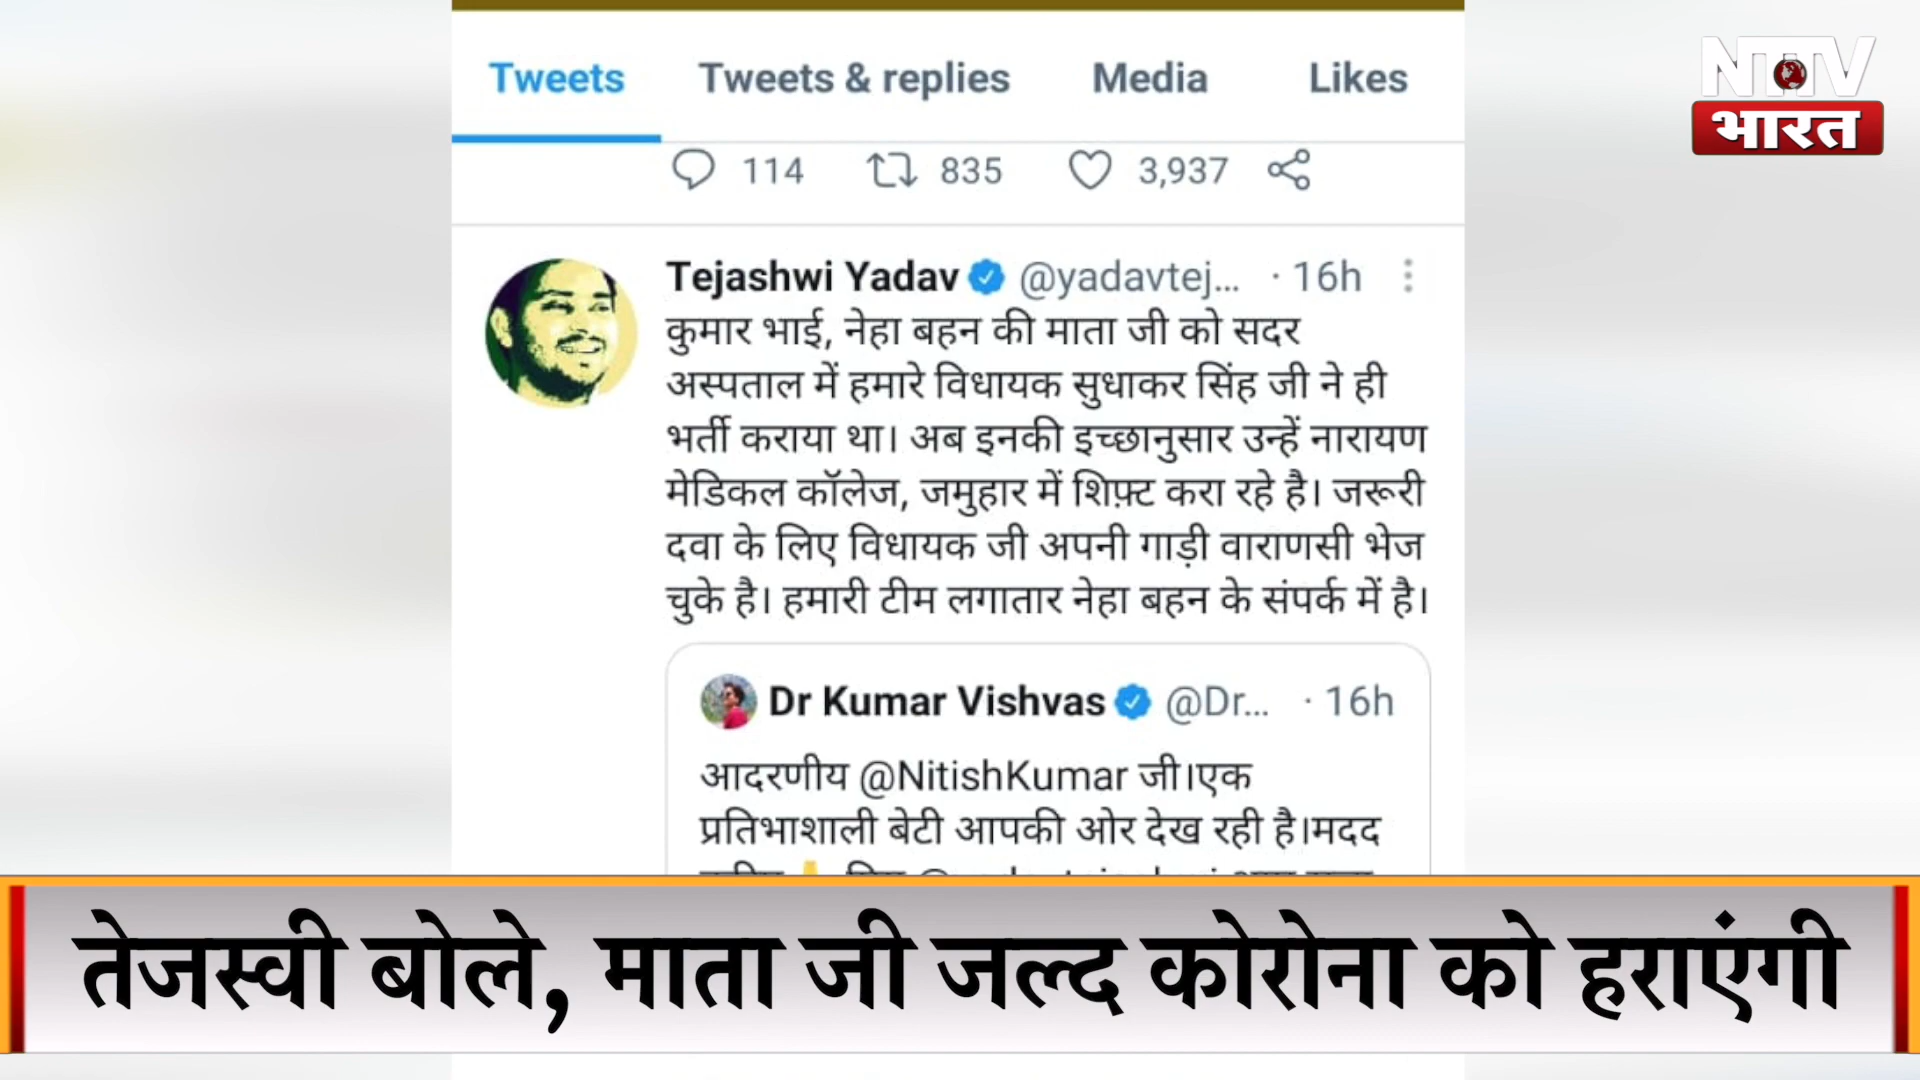 Tweets Tweets & replies Media Likes
NTTV
भारत
114 835 3,937
Tejashwi Yadav @yadavtej... · 16h
कुमार भाई, नेहा बहन की माता जी को सदर
अस्पताल में हमारे विधायक सुधाकर सिंह जी ने ही
भर्ती कराया था। अब इनकी इच्छानुसार उन्हें नारायण
मेडिकल कॉलेज, जमुहार में शिफ़्ट करा रहे है। जरूरी
दवा के लिए विधायक जी अपनी गाड़ी वाराणसी भेज
चुके है। हमारी टीम लगातार नेहा बहन के संपर्क में है।
Dr Kumar Vishvas @Dr... · 16h
आदरणीय @NitishKumar जी।एक
प्रतिभाशाली बेटी आपकी ओर देख रही है।मदद
तेजस्वी बोले, माता जी जल्द कोरोना को हराएंगी